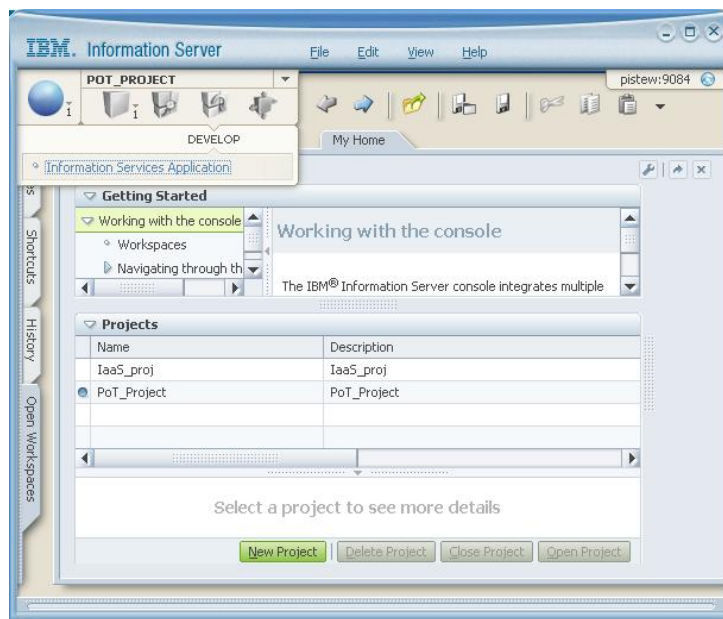 IBM. Information Server
File Edit View Help
POT_PROJECT
pistew:9084
DEVELOP
My Home
Information Services Application
Getting Started
Working with the console
Workspaces
Navigating through th
Working with the console
The IBM® Information Server console integrates multiple
Shortcuts
History
Open Workspaces
Projects
Name Description
IaaS_proj IaaS_proj
PoT_Project PoT_Project
Select a project to see more details
New Project Delete Project Close Project Open Project